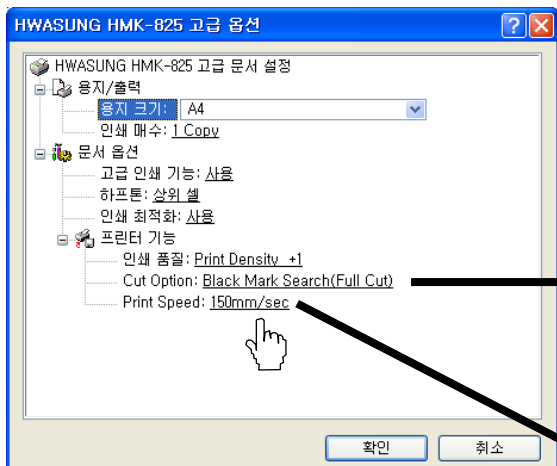 HWASUNG HMK-825 고급 옵션
HWASUNG HMK-825 고급 문서 설정
용지/출력
용지 크기: A4
인쇄 매수: 1 Copy
문서 옵션
고급 인쇄 기능: 사용
하프톤: 상위 셀
인쇄 최적화: 사용
프린터 기능
인쇄 품질: Print Density +1
Cut Option: Black Mark Search(Full Cut)
Print Speed: 150mm/sec
확인 취소